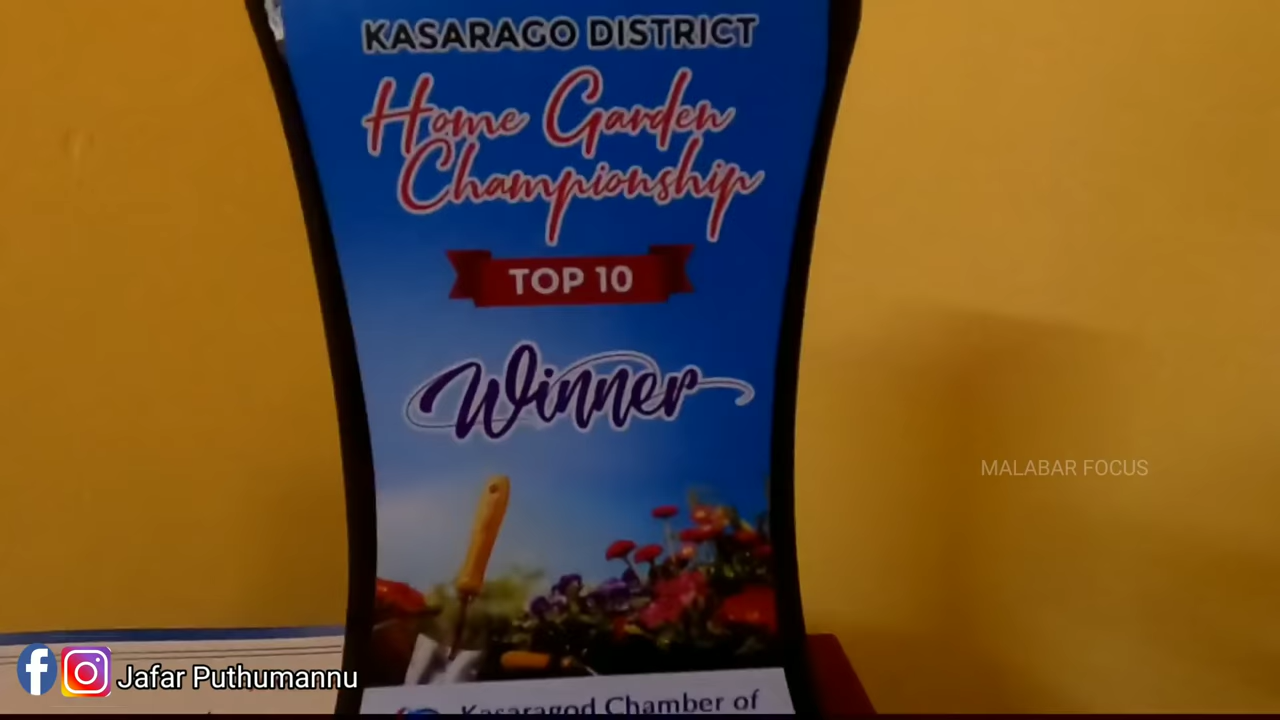 KASARAGO DISTRICT
Home Garden
Championship
TOP 10
Winner
MALABAR FOCUS
Jafar Puthumannu
Kasaragod Chamber of